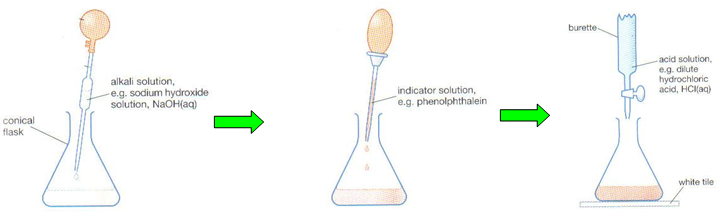 alkali solution,
e.g. sodium hydroxide
solution, NaOH(aq)
conical
flask
indicator solution,
e.g. phenolphthalein
burette
acid solution,
e.g. dilute
hydrochloric
acid, HCl(aq)
white tile